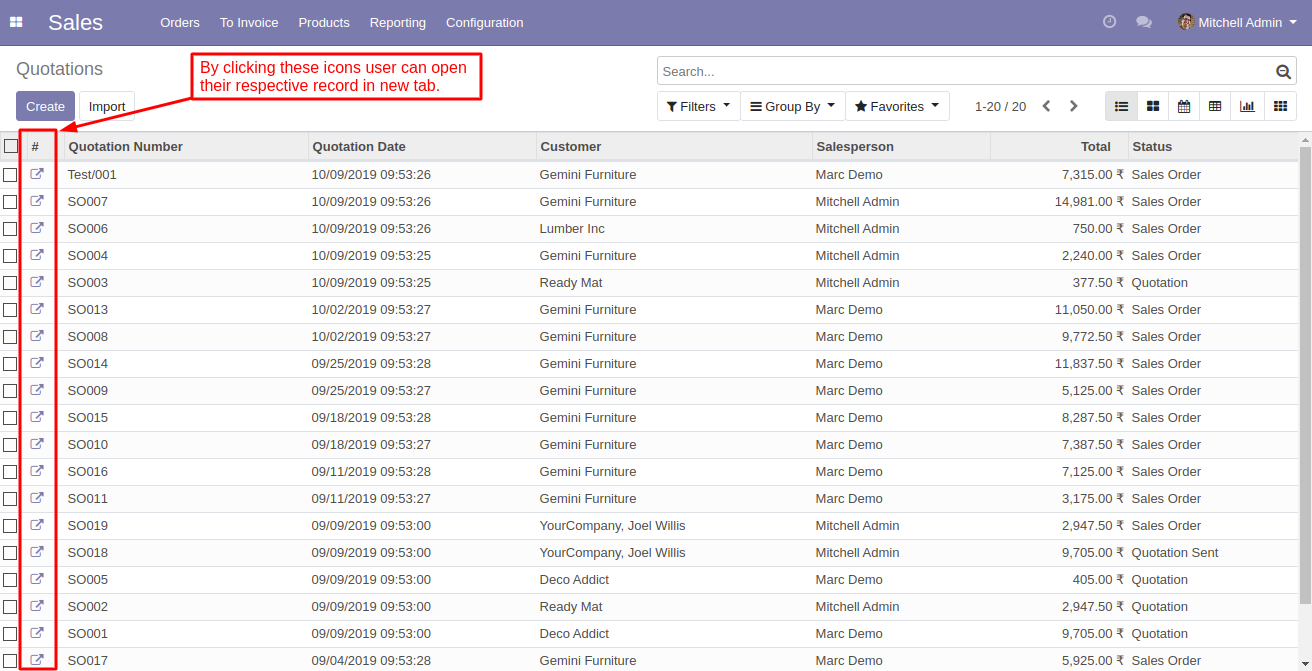 Sales Orders To Invoice Products Reporting Configuration Mitchell Admin
Quotations
By clicking these icons user can open
their respective record in new tab.
Search...
Create Import Filters Group By Favorites 1-20 / 20
# Quotation Number Quotation Date Customer Salesperson Total Status
Test/001 10/09/2019 09:53:26 Gemini Furniture Marc Demo 7,315.00 ₹ Sales Order
SO007 10/09/2019 09:53:26 Gemini Furniture Mitchell Admin 14,981.00 ₹ Sales Order
SO006 10/09/2019 09:53:26 Lumber Inc Mitchell Admin 750.00 ₹ Sales Order
SO004 10/09/2019 09:53:25 Gemini Furniture Mitchell Admin 2,240.00 ₹ Sales Order
SO003 10/09/2019 09:53:25 Ready Mat Mitchell Admin 377.50 ₹ Quotation
SO013 10/02/2019 09:53:27 Gemini Furniture Marc Demo 11,050.00 ₹ Sales Order
SO008 10/02/2019 09:53:27 Gemini Furniture Marc Demo 9,772.50 ₹ Sales Order
SO014 09/25/2019 09:53:28 Gemini Furniture Marc Demo 11,837.50 ₹ Sales Order
SO009 09/25/2019 09:53:27 Gemini Furniture Marc Demo 5,125.00 ₹ Sales Order
SO015 09/18/2019 09:53:28 Gemini Furniture Marc Demo 8,287.50 ₹ Sales Order
SO010 09/18/2019 09:53:27 Gemini Furniture Marc Demo 7,387.50 ₹ Sales Order
SO016 09/11/2019 09:53:28 Gemini Furniture Marc Demo 7,125.00 ₹ Sales Order
SO011 09/11/2019 09:53:27 Gemini Furniture Marc Demo 3,175.00 ₹ Sales Order
SO019 09/09/2019 09:53:00 YourCompany, Joel Willis Mitchell Admin 2,947.50 ₹ Sales Order
SO018 09/09/2019 09:53:00 YourCompany, Joel Willis Mitchell Admin 9,705.00 ₹ Quotation Sent
SO005 09/09/2019 09:53:00 Deco Addict Marc Demo 405.00 ₹ Quotation
SO002 09/09/2019 09:53:00 Ready Mat Mitchell Admin 2,947.50 ₹ Quotation
SO001 09/09/2019 09:53:00 Deco Addict Marc Demo 9,705.00 ₹ Quotation
SO017 09/04/2019 09:53:28 Gemini Furniture Marc Demo 5,925.00 ₹ Sales Order